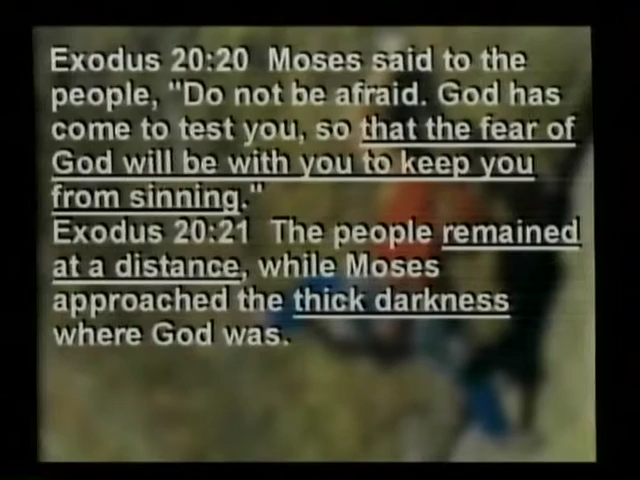 Exodus 20:20  Moses said to the
people, "Do not be afraid. God has
come to test you, so that the fear of
God will be with you to keep you
from sinning."
Exodus 20:21  The people remained
at a distance, while Moses
approached the thick darkness
where God was.